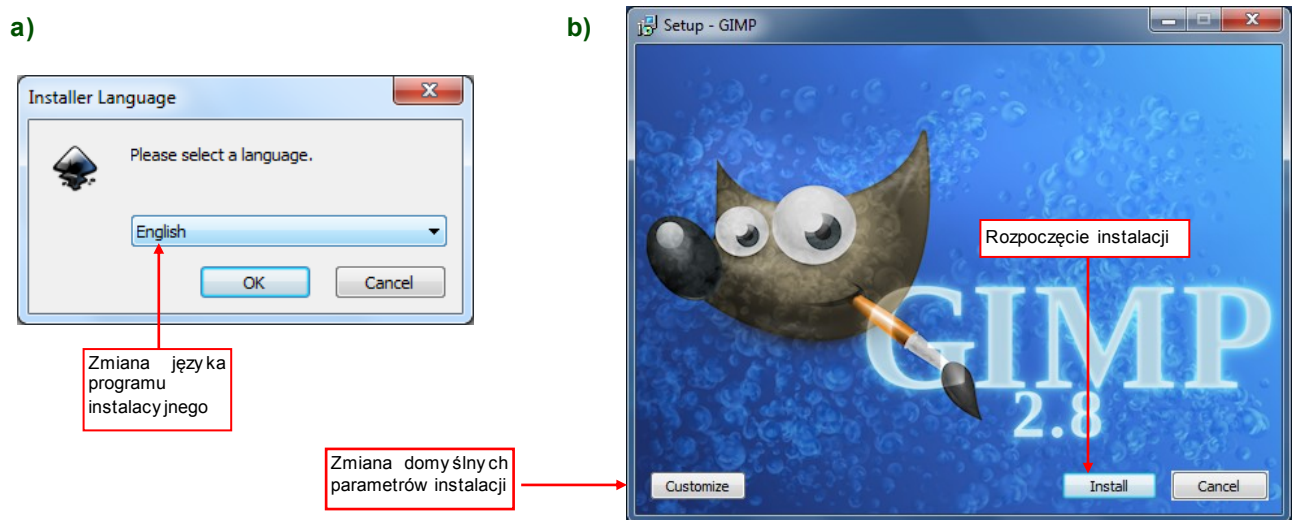 a)
Installer Language
Please select a language.
English
OK
Cancel
Zmiana języka
programu
instalacyjnego
b)
Setup - GIMP
Rozpoczęcie instalacji
GIMP
2.8
Zmiana domyślnych
parametrów instalacji
Customize
Install
Cancel